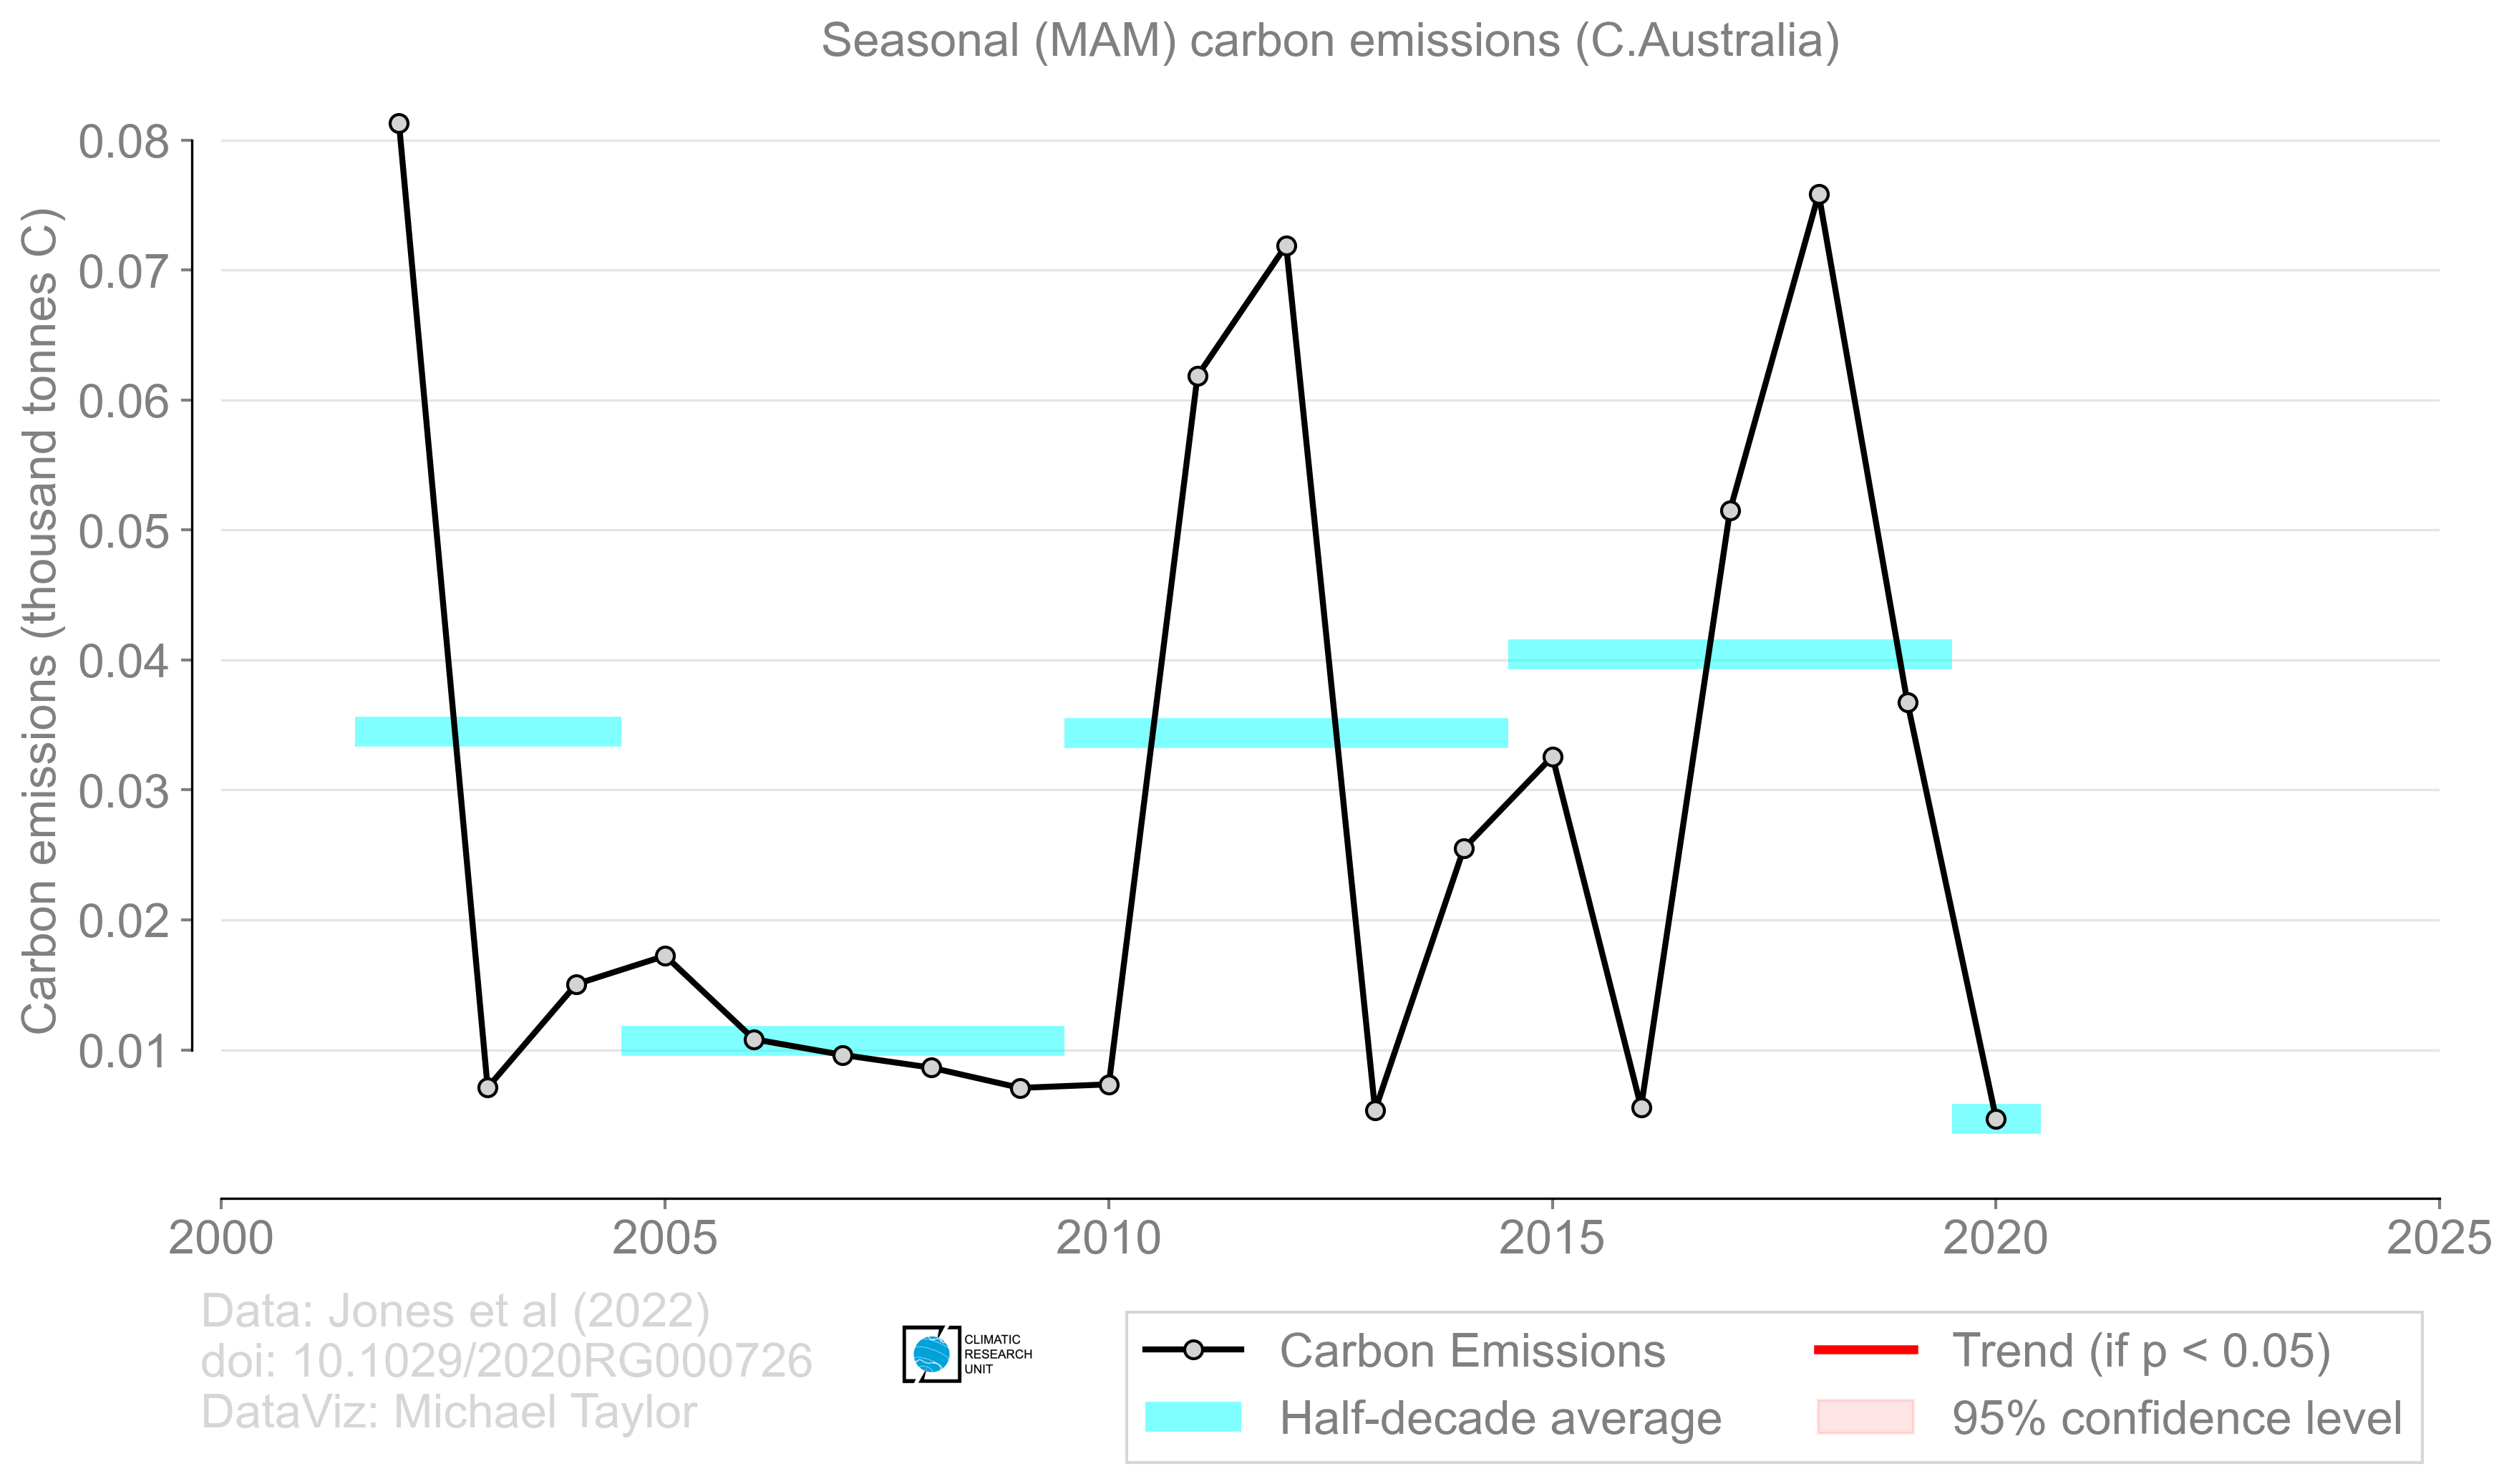 Seasonal (MAM) carbon emissions (C.Australia)
Carbon emissions (thousand tonnes C)
0.08
0.07
0.06
0.05
0.04
0.03
0.02
0.01
2000 2005 2010 2015 2020 2025
Data: Jones et al (2022)
doi: 10.1029/2020RG000726
DataViz: Michael Taylor
CLIMATIC
RESEARCH
UNIT
Carbon Emissions
Half-decade average
Trend (if p < 0.05)
95% confidence level